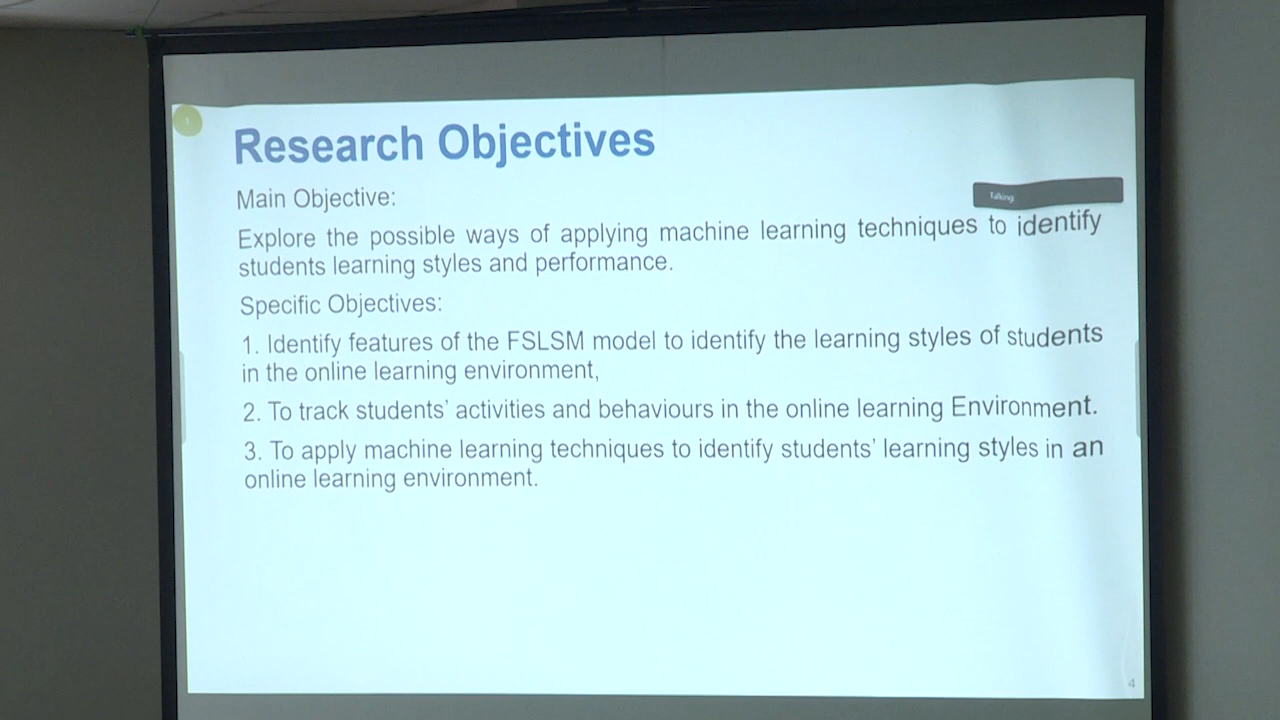 1
Research Objectives
Main Objective:
Talking:
Explore the possible ways of applying machine learning techniques to identify
students learning styles and performance.
Specific Objectives:
1. Identify features of the FSLSM model to identify the learning styles of students
in the online learning environment,
2. To track students’ activities and behaviours in the online learning Environment.
3. To apply machine learning techniques to identify students’ learning styles in an
online learning environment.
4